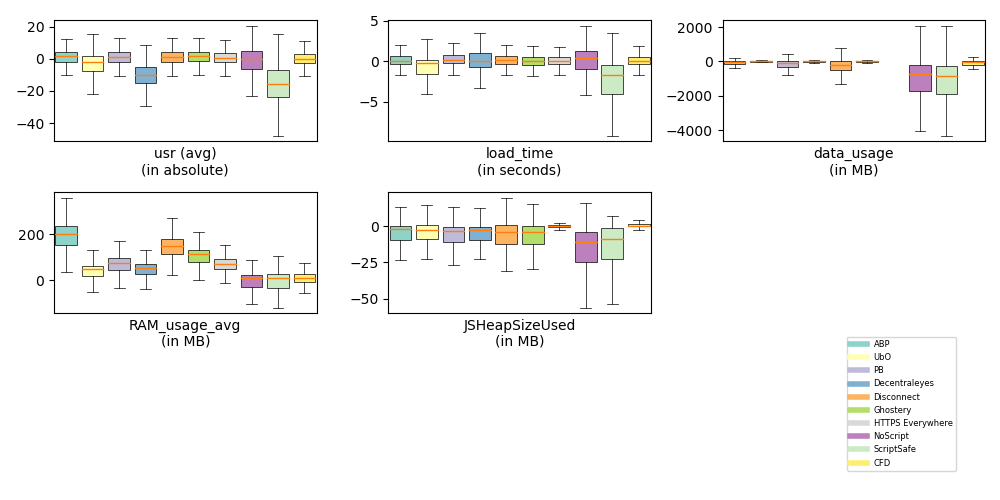 20
0
−20
−40
usr (avg)
(in absolute)
5
0
−5
load_time
(in seconds)
2000
0
−2000
−4000
data_usage
(in MB)
200
0
RAM_usage_avg
(in MB)
0
−25
−50
JSHeapSizeUsed
(in MB)
ABP
UbO
PB
Decentraleyes
Disconnect
Ghostery
HTTPS Everywhere
NoScript
ScriptSafe
CFD